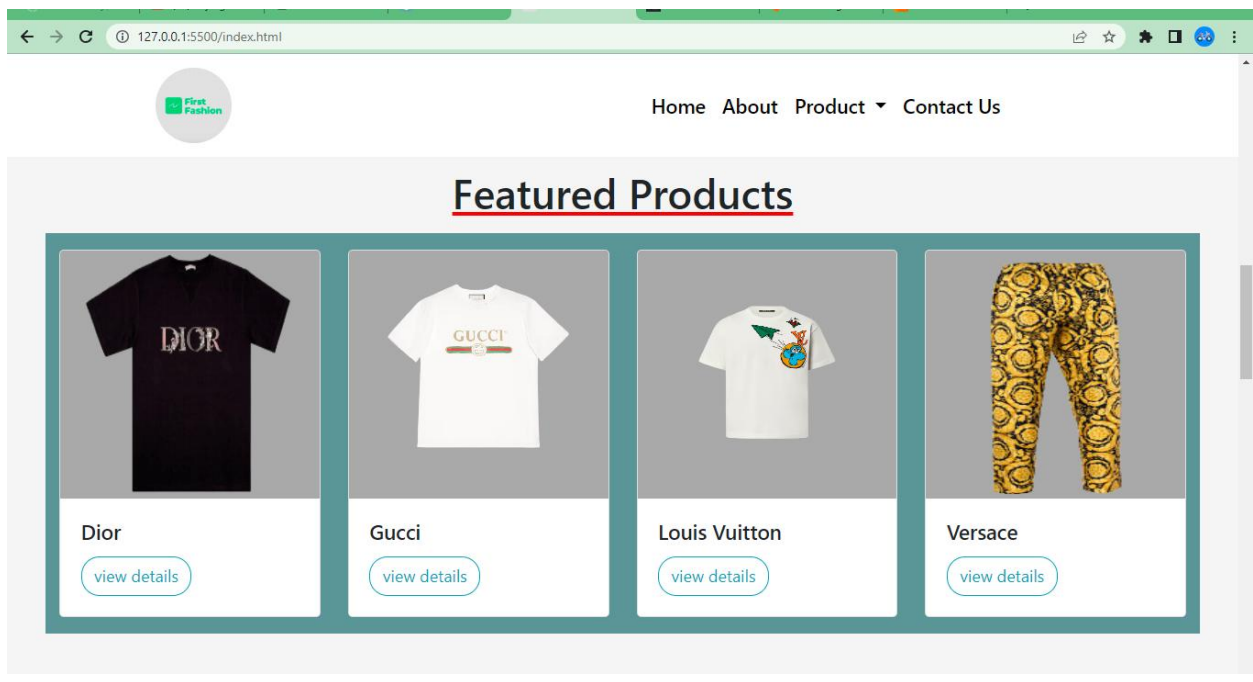 127.0.0.1:5500/index.html
First
Fashion
Home About Product Contact Us
Featured Products
DIOR
GUCCI
Dior
Gucci
Louis Vuitton
Versace
view details
view details
view details
view details